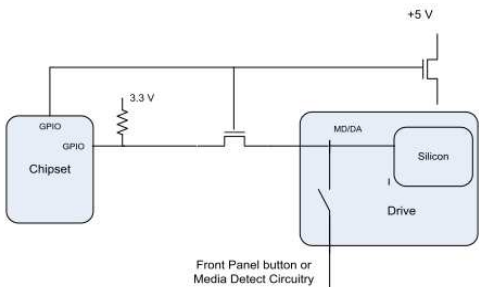 +5 V
3.3 V
GPIO
GPIO
Chipset
MD/DA
Silicon
I
Drive
Front Panel button or
Media Detect Circuitry